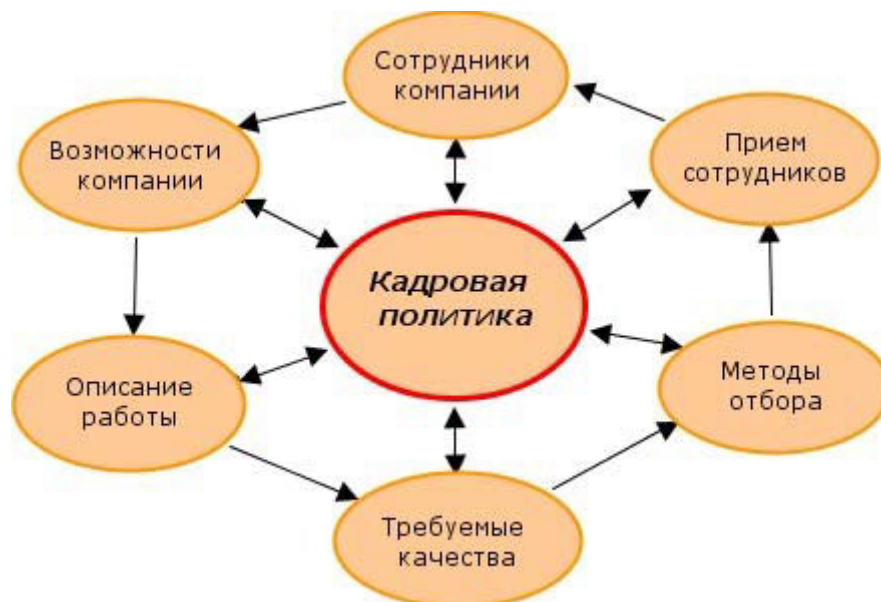 Сотрудники
компании
Возможности
компании
Прием
сотрудников
Кадровая
политика
Описание
работы
Методы
отбора
Требуемые
качества